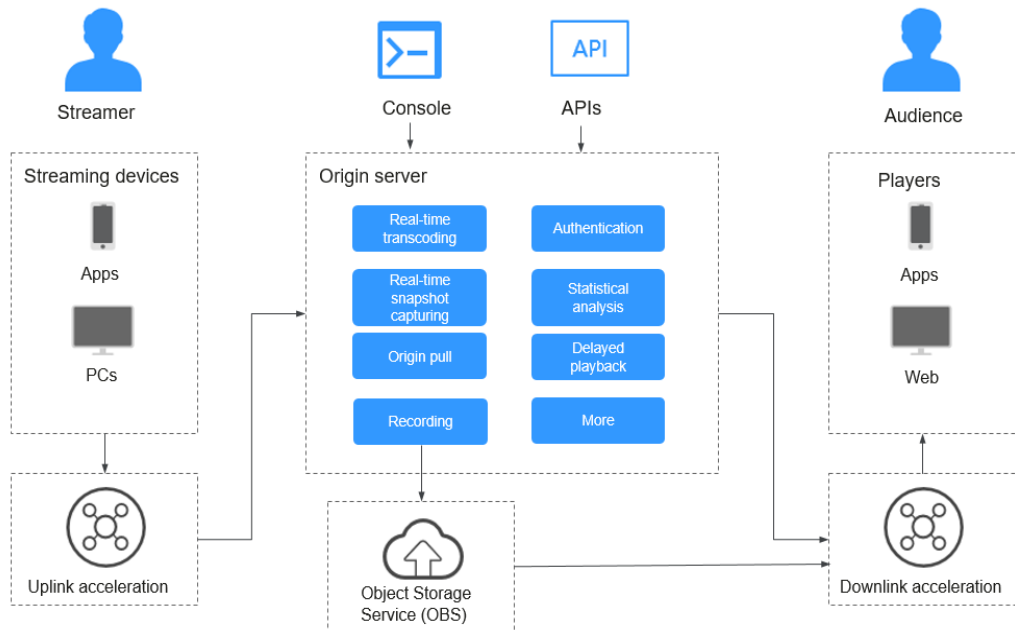 API
Streamer
Console
APIs
Audience
Streaming devices
Apps
PCs
Origin server
Real-time
transcoding
Authentication
Real-time
snapshot
capturing
Statistical
analysis
Origin pull
Delayed
playback
Recording
More
Players
Apps
Web
Uplink acceleration
Object Storage
Service (OBS)
Downlink acceleration